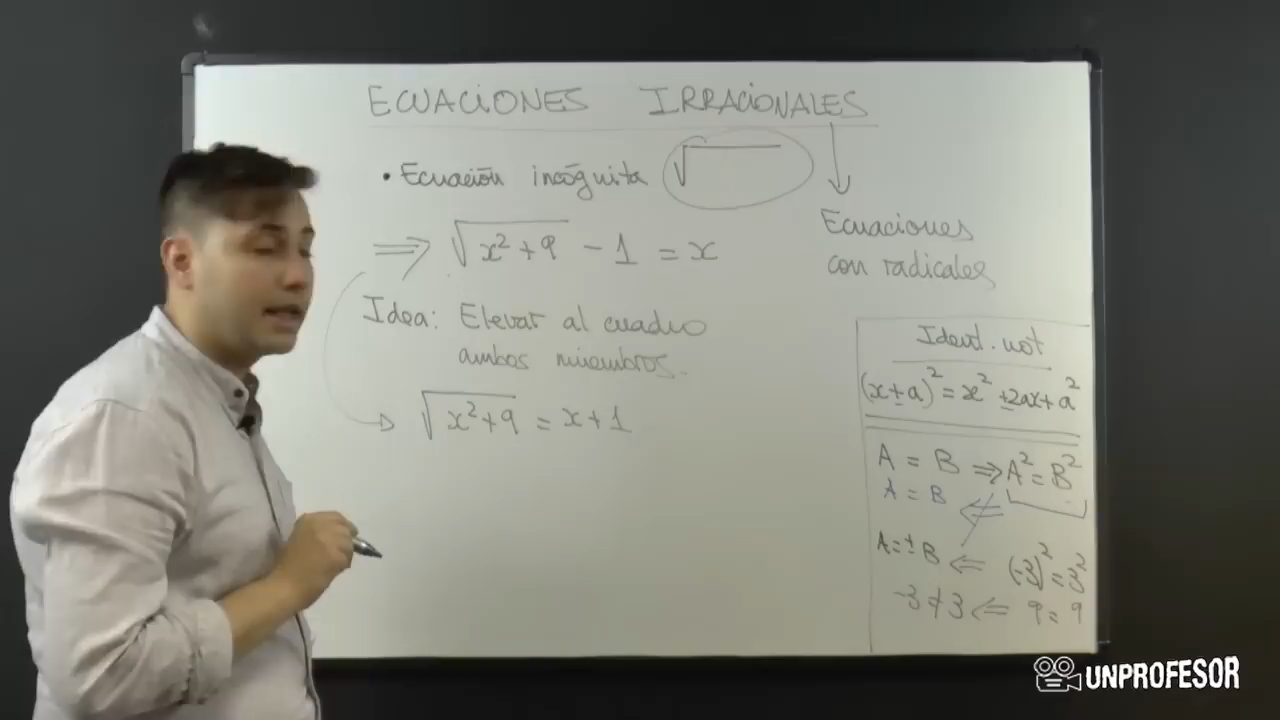 ECUACIONES IRRACIONALES
• Ecuación incógnita √
⇒ √x²+9 - 1 = x
Idea: Elevar al cuadro
ambos miembros.
√x²+9 = x+1
Ecuaciones
con radicales
Ident. not
(x±a)² = x² ±2ax+a²
A = B ⇒ A² = B²
A = B ⇐
A=±B ⇐ (-3)² = 3²
-3≠3 ⇐ 9 = 9
UNPROFESOR